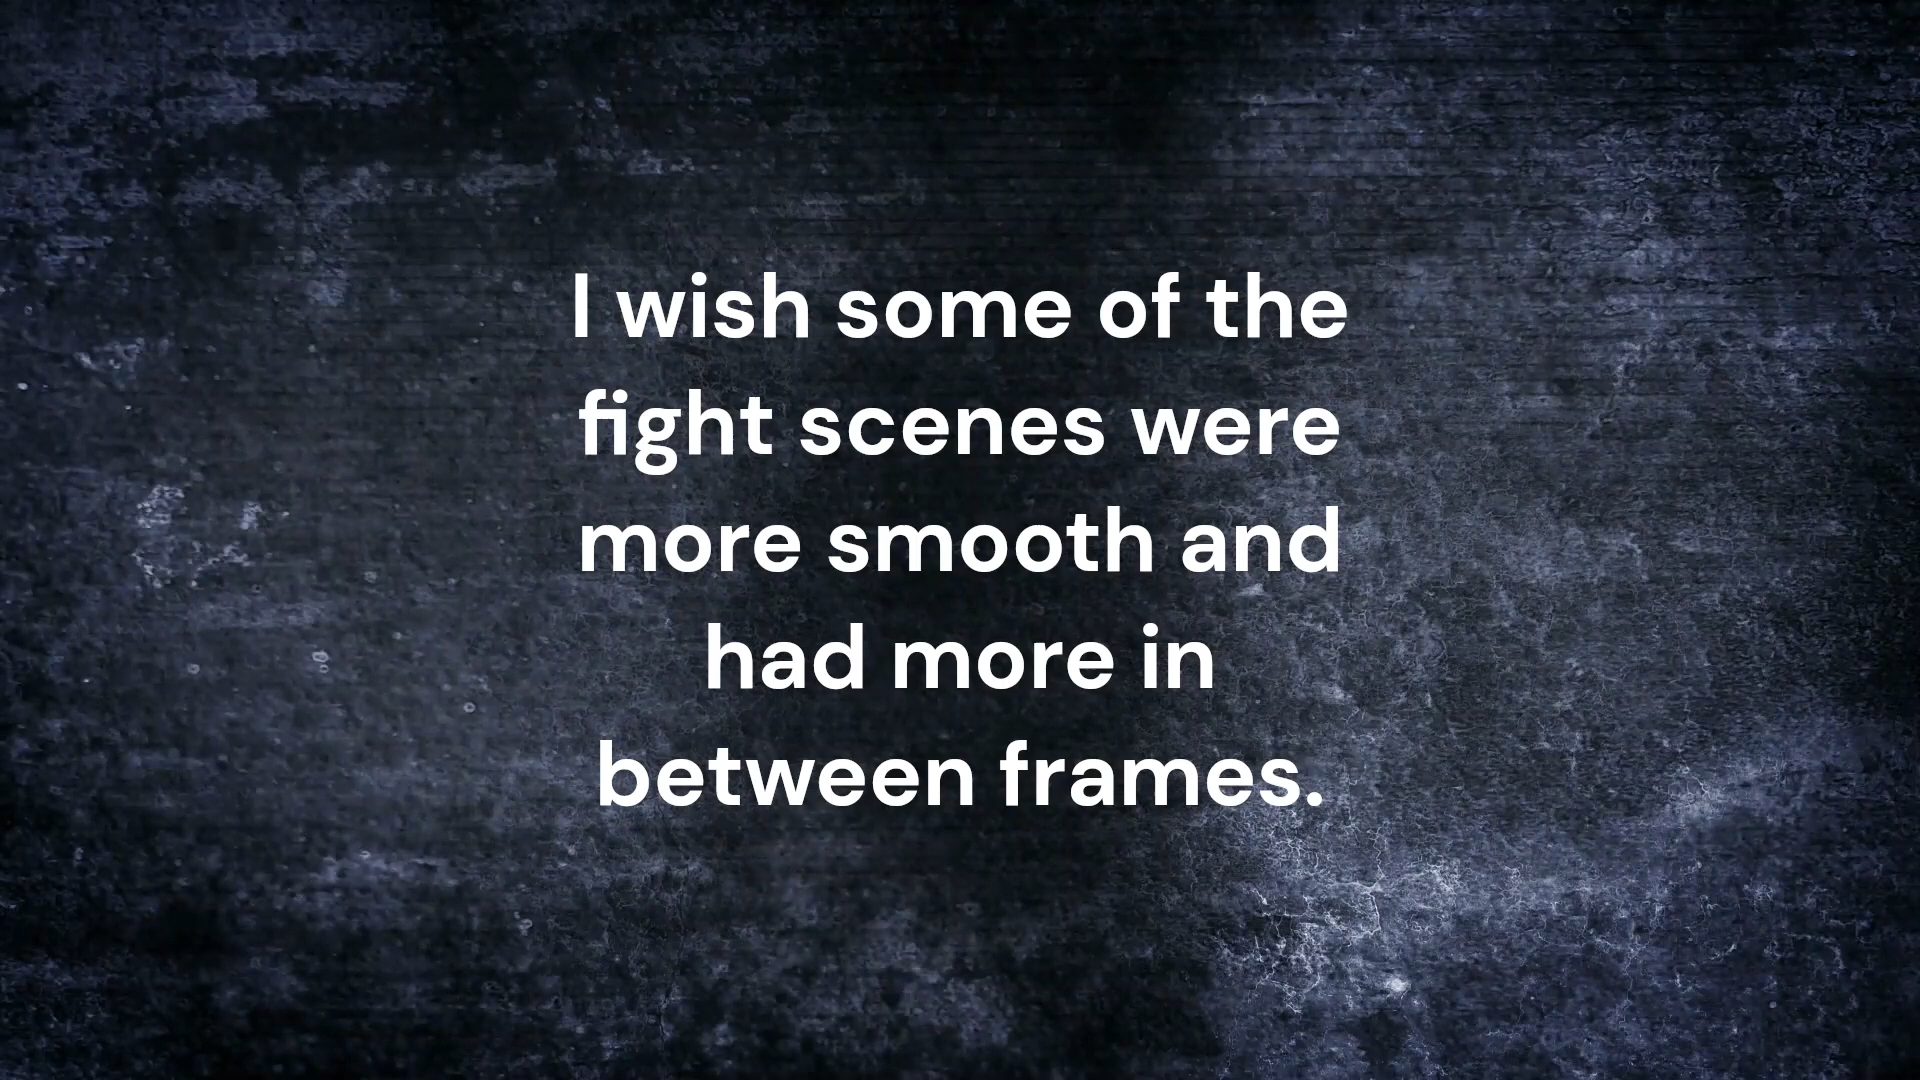 I wish some of the
fight scenes were
more smooth and
had more in
between frames.